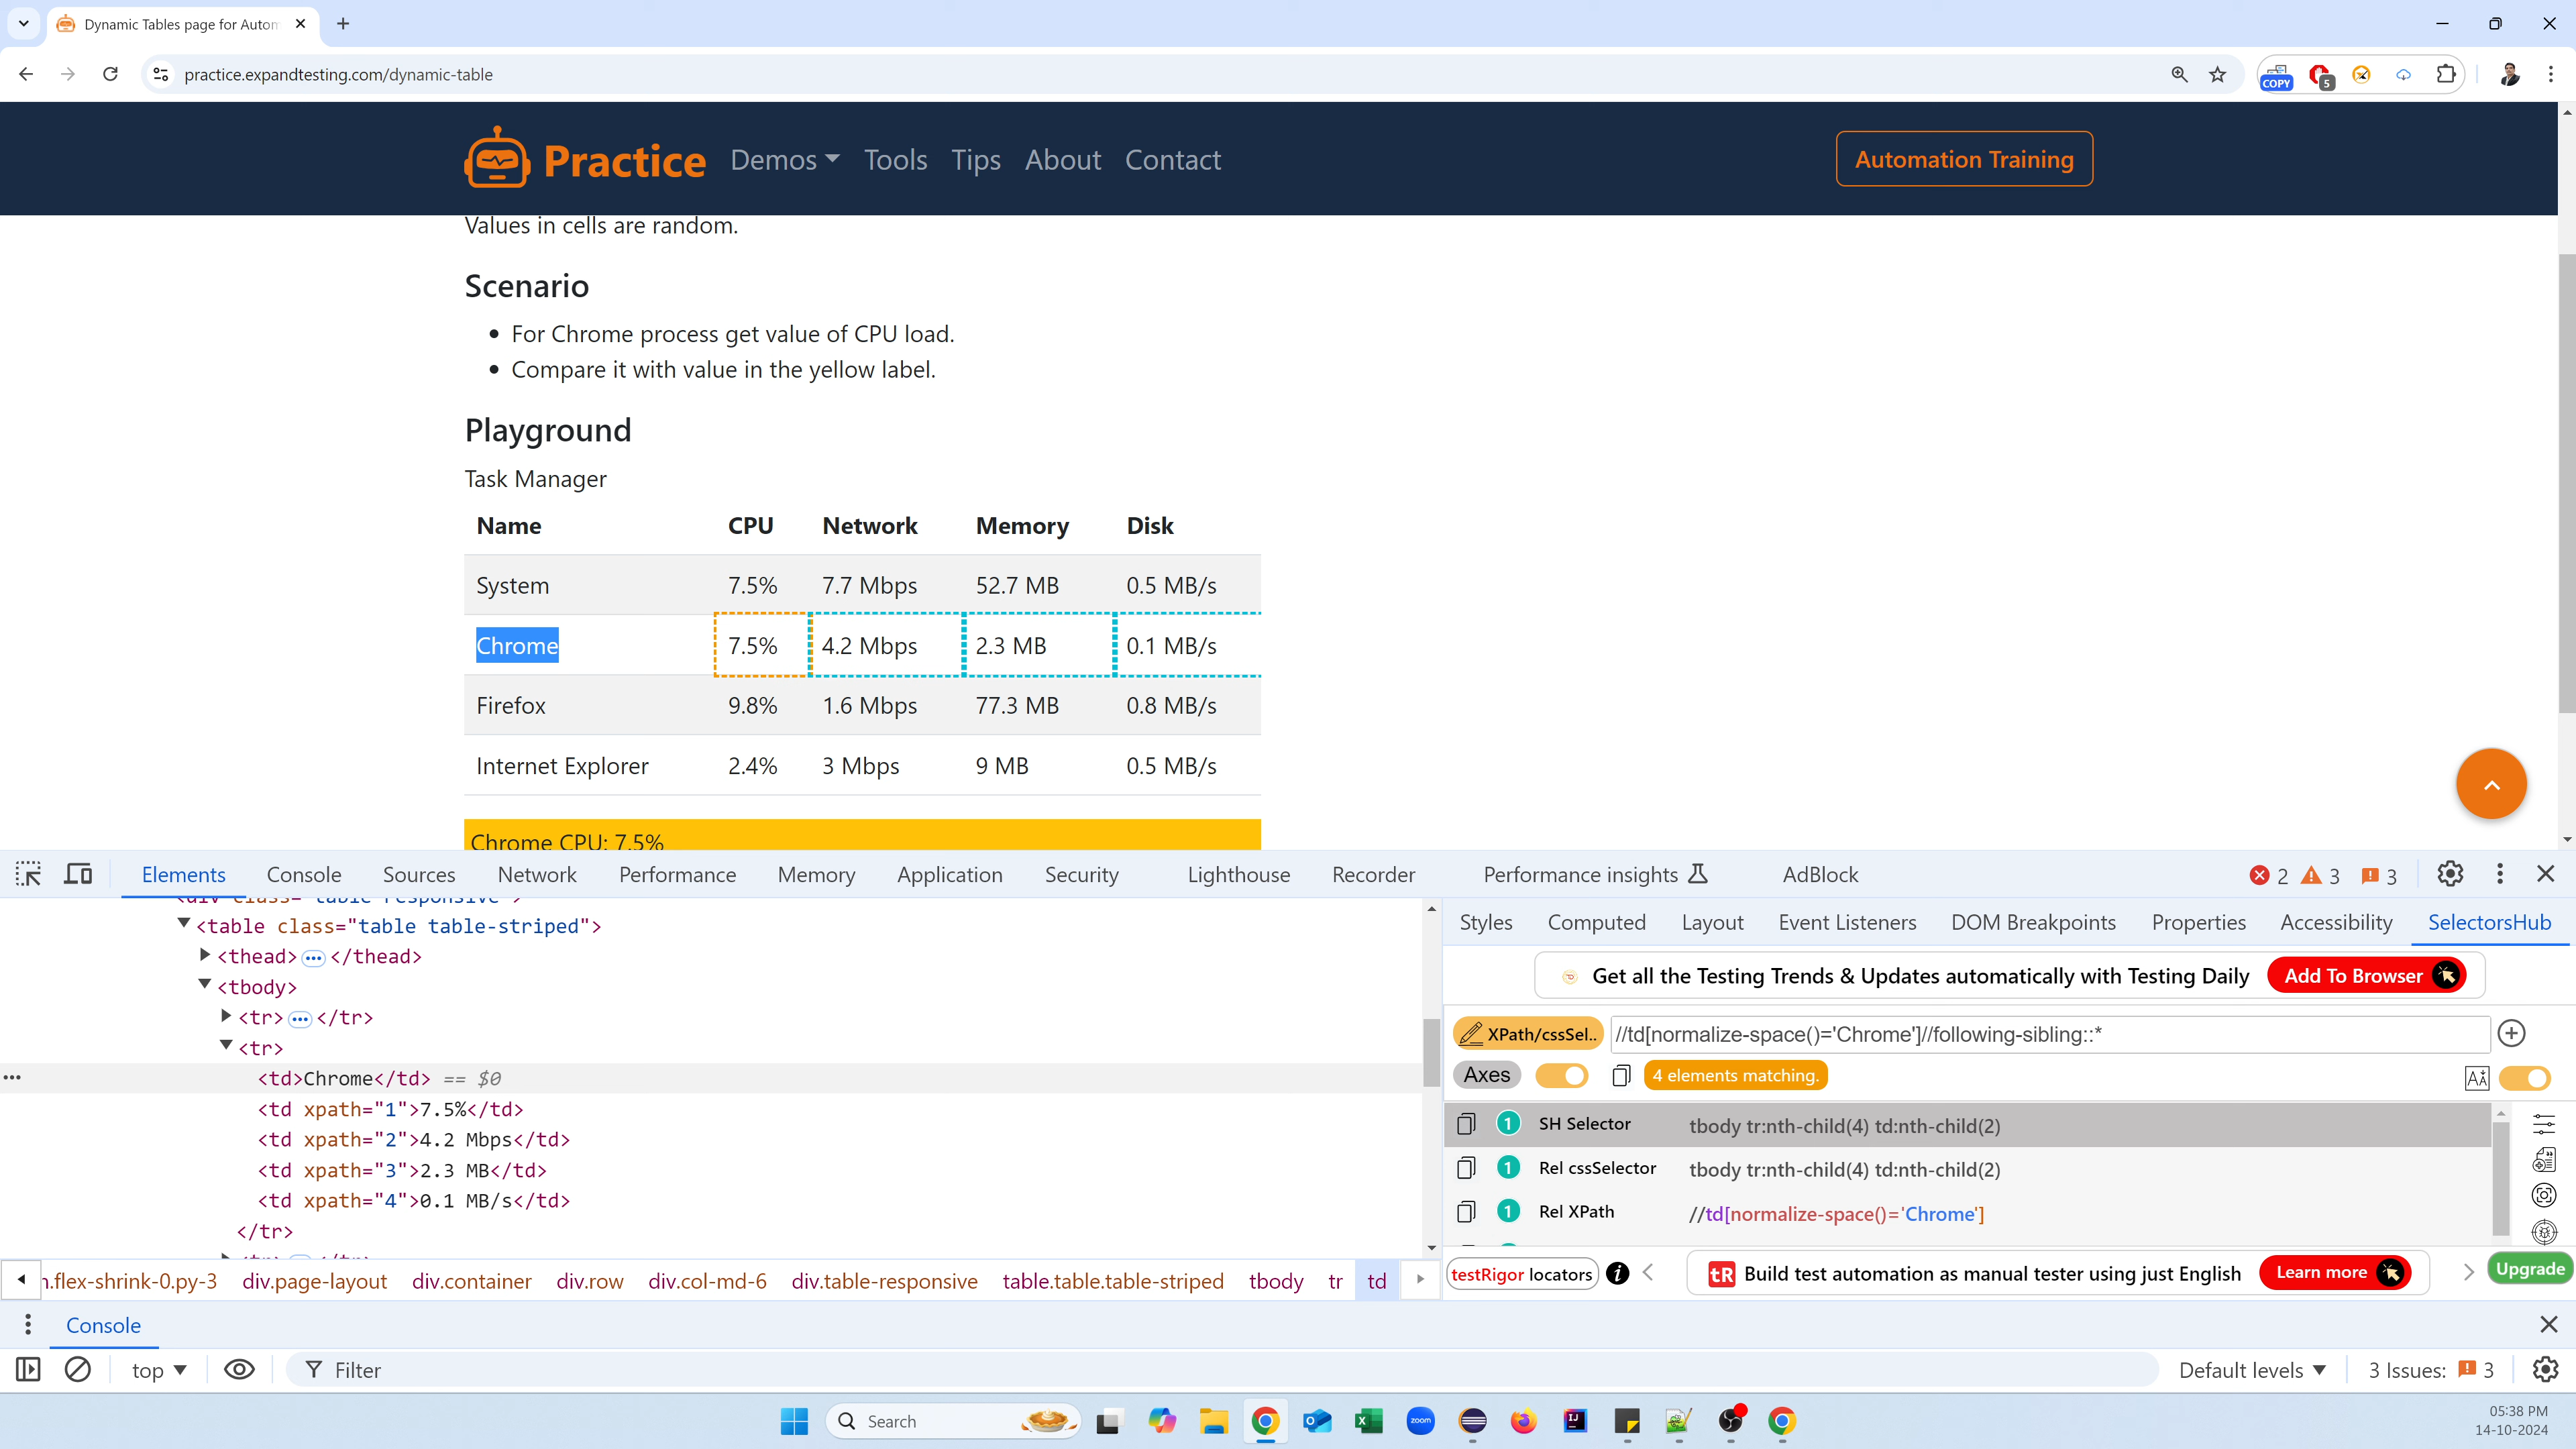 Dynamic Tables page for Autom
practice.expandtesting.com/dynamic-table
COPY
5
Practice Demos Tools Tips About Contact
Automation Training
Values in cells are random.
Scenario
For Chrome process get value of CPU load.
Compare it with value in the yellow label.
Playground
Task Manager
Name CPU Network Memory Disk
System 7.5% 7.7 Mbps 52.7 MB 0.5 MB/s
Chrome 7.5% 4.2 Mbps 2.3 MB 0.1 MB/s
Firefox 9.8% 1.6 Mbps 77.3 MB 0.8 MB/s
Internet Explorer 2.4% 3 Mbps 9 MB 0.5 MB/s
Chrome CPU: 7.5%
Elements Console Sources Network Performance Memory Application Security Lighthouse Recorder Performance insights AdBlock 2 3 3
<div class="table-responsive">
<table class="table table-striped">
<thead> ••• </thead>
<tbody>
<tr> ••• </tr>
<tr>
<td>Chrome</td> == $0
<td xpath="1">7.5%</td>
<td xpath="2">4.2 Mbps</td>
<td xpath="3">2.3 MB</td>
<td xpath="4">0.1 MB/s</td>
</tr>
<tr> </tr>
n.flex-shrink-0.py-3 div.page-layout div.container div.row div.col-md-6 div.table-responsive table.table.table-striped tbody tr td
Styles Computed Layout Event Listeners DOM Breakpoints Properties Accessibility SelectorsHub
Get all the Testing Trends & Updates automatically with Testing Daily Add To Browser
XPath/cssSel.. //td[normalize-space()='Chrome']//following-sibling::*
Axes 4 elements matching.
1 SH Selector tbody tr:nth-child(4) td:nth-child(2)
1 Rel cssSelector tbody tr:nth-child(4) td:nth-child(2)
1 Rel XPath //td[normalize-space()='Chrome']
testRigor locators i tR Build test automation as manual tester using just English Learn more Upgrade
Console
top Filter Default levels 3 Issues: 3
Search
zoom
05:38 PM
14-10-2024